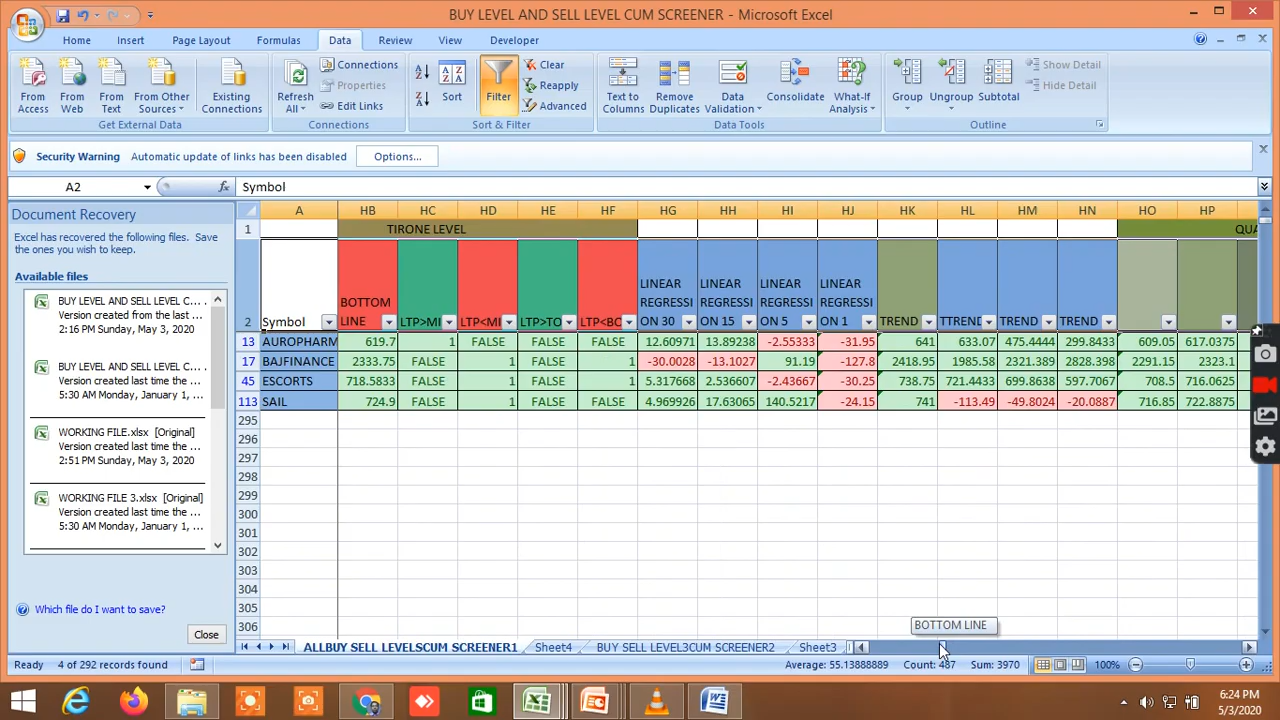 BUY LEVEL AND SELL LEVEL CUM SCREENER - Microsoft Excel
Home Insert Page Layout Formulas Data Review View Developer
From Access
From Web
From Text
From Other Sources
Existing Connections
Get External Data
Refresh All
Connections
Properties
Edit Links
Connections
Sort
Filter
Clear
Reapply
Advanced
Sort & Filter
Text to Columns
Remove Duplicates
Data Validation
Consolidate
What-If Analysis
Data Tools
Group
Ungroup
Subtotal
Show Detail
Hide Detail
Outline
Security Warning Automatic update of links has been disabled Options...
A2 fx Symbol
Document Recovery
Excel has recovered the following files. Save
the ones you wish to keep.
Available files
BUY LEVEL AND SELL LEVEL C... .
Version created from the last ...
2:16 PM Sunday, May 3, 2020
BUY LEVEL AND SELL LEVEL C... .
Version created last time the ...
5:30 AM Monday, January 1, ...
WORKING FILE.xlsx [Original]
Version created last time the ...
2:51 PM Sunday, May 3, 2020
WORKING FILE 3.xlsx [Original]
Version created last time the ...
5:30 AM Monday, January 1, ...
Which file do I want to save?
Close
A HB HC HD HE HF HG HH HI HJ HK HL HM HN HO HP
1 TIRONE LEVEL QUA
2 Symbol
BOTTOM LINE
LTP>MI
LTP<MI
LTP>TO
LTP<BO
LINEAR REGRESSI ON 30
LINEAR REGRESSI ON 15
LINEAR REGRESSI ON 5
LINEAR REGRESSI ON 1
TREND
TTREND
TREND
TREND
13 AUROPHARM 619.7 1 FALSE FALSE FALSE 12.60971 13.89238 -2.55333 -31.95 641 633.07 475.4444 299.8433 609.05 617.0375
17 BAJFINANCE 2333.75 FALSE 1 FALSE 1 -30.0028 -13.1027 91.19 -127.8 2418.95 1985.58 2321.389 2828.398 2291.15 2323.1
45 ESCORTS 718.5833 FALSE 1 FALSE 1 5.317668 2.536607 -2.43667 -30.25 738.75 721.4433 699.8638 597.7067 708.5 716.0625
113 SAIL 724.9 FALSE 1 FALSE FALSE 4.969926 17.63065 140.5217 -24.15 741 -113.49 -49.8024 -20.0887 716.85 722.8875
295
296
297
298
299
300
301
302
303
304
305
306
BOTTOM LINE
ALLBUY SELL LEVELSCUM SCREENER1 Sheet4 BUY SELL LEVEL3CUM SCREENER2 Sheet3
Ready 4 of 292 records found Average: 55.13888889 Count: 487 Sum: 3970 100%
6:24 PM
5/3/2020